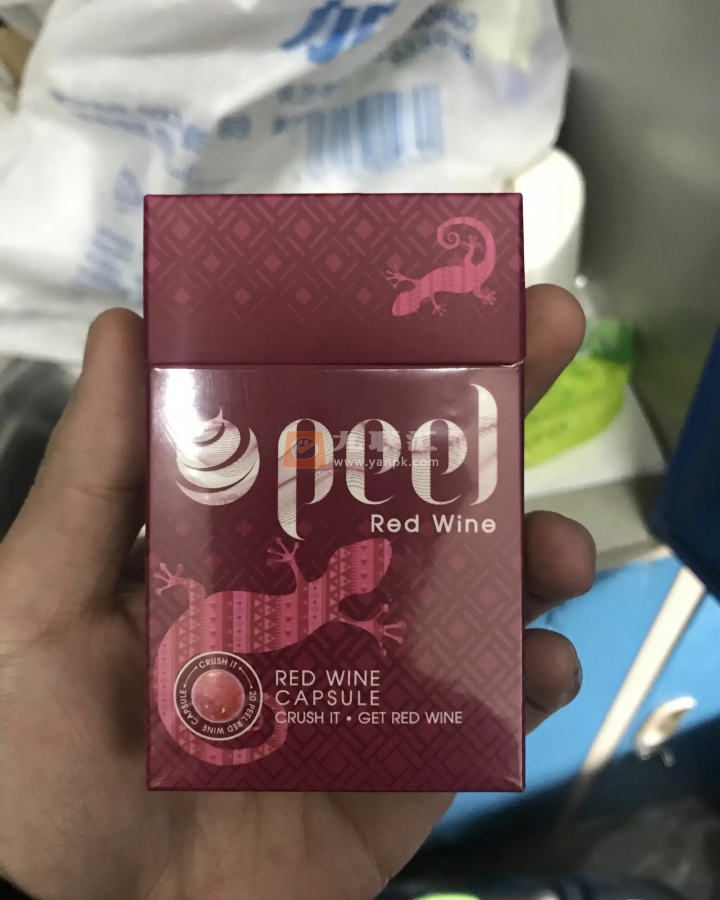 peel
www.yanpk.com
Red Wine
CRUSH IT
20 PEEL RED WINE CAPSULE
RED WINE
CAPSULE
CRUSH IT • GET RED WINE